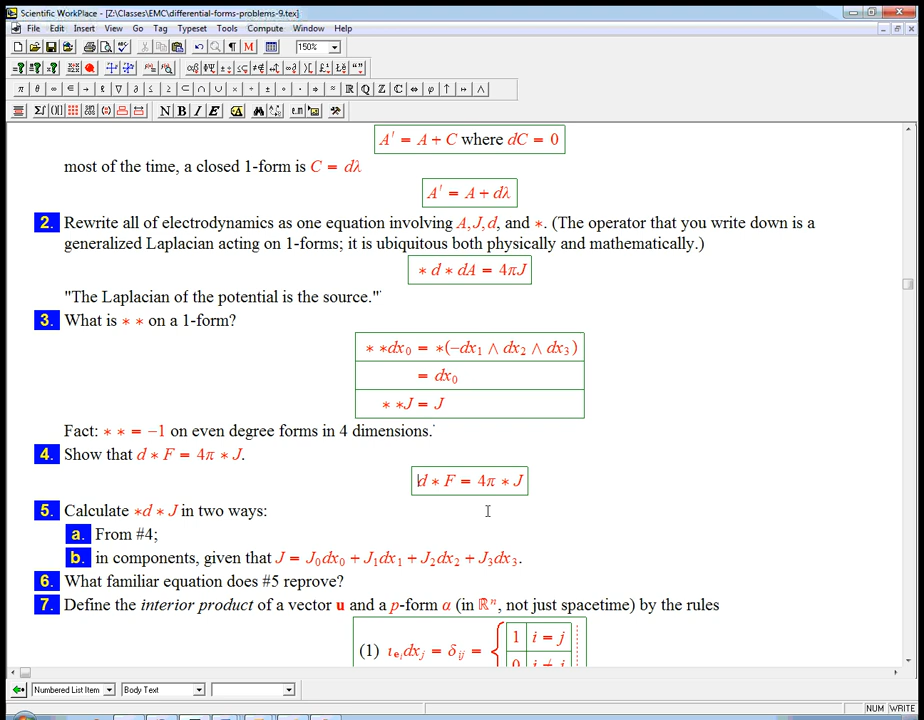 Scientific WorkPlace - [Z:\Classes\EMC\differential-forms-problems-9.tex]
File Edit Insert View Go Tag Typeset Tools Compute Window Help
150%
A' = A + C where dC = 0
most of the time, a closed 1-form is C = dλ
A' = A + dλ
2. Rewrite all of electrodynamics as one equation involving A, J, d, and ∗. (The operator that you write down is a
generalized Laplacian acting on 1-forms; it is ubiquitous both physically and mathematically.)
∗ d ∗ dA = 4πJ
"The Laplacian of the potential is the source."
3. What is ∗ ∗ on a 1-form?
∗ ∗dx₀ = ∗(−dx₁ ∧ dx₂ ∧ dx₃)
= dx₀
∗ ∗J = J
Fact: ∗ ∗ = −1 on even degree forms in 4 dimensions.
4. Show that d ∗ F = 4π ∗ J.
d ∗ F = 4π ∗ J
5. Calculate ∗d ∗ J in two ways:
a. From #4;
b. in components, given that J = J₀dx₀ + J₁dx₁ + J₂dx₂ + J₃dx₃.
6. What familiar equation does #5 reprove?
7. Define the interior product of a vector u and a p-form α (in ℝⁿ, not just spacetime) by the rules
(1) ι_{e_i}dx_j = δ_{ij} = { 1 i = j
0 i ≠ j
Numbered List Item Body Text
NUM WRITE